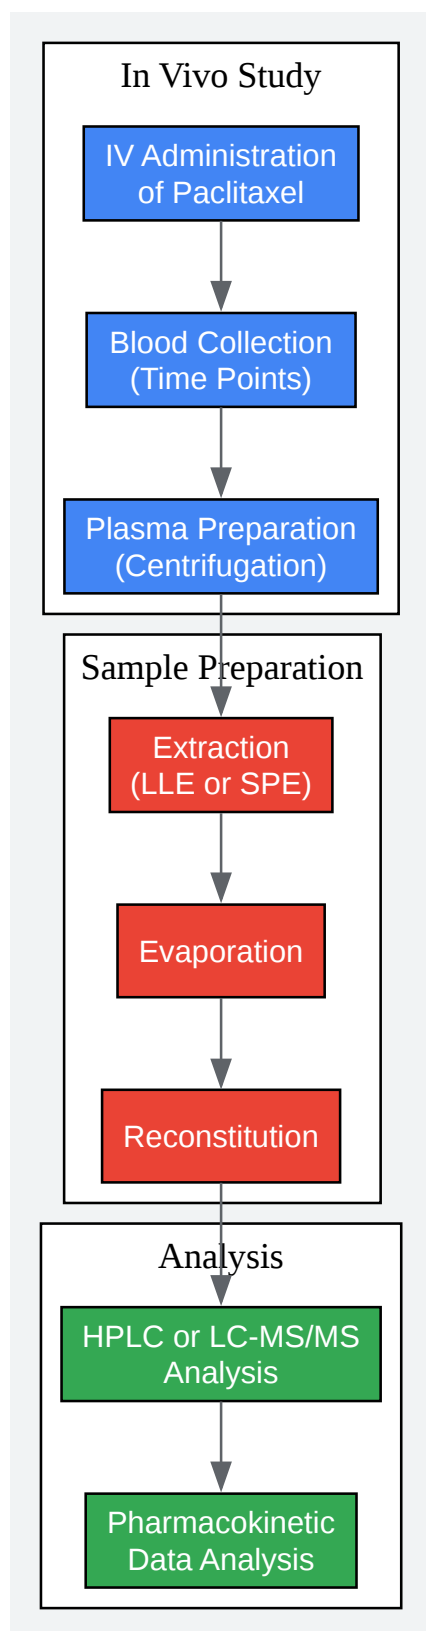 In Vivo Study
IV Administration
of Paclitaxel
Blood Collection
(Time Points)
Plasma Preparation
(Centrifugation)
Sample Preparation
Extraction
(LLE or SPE)
Evaporation
Reconstitution
Analysis
HPLC or LC-MS/MS
Analysis
Pharmacokinetic
Data Analysis